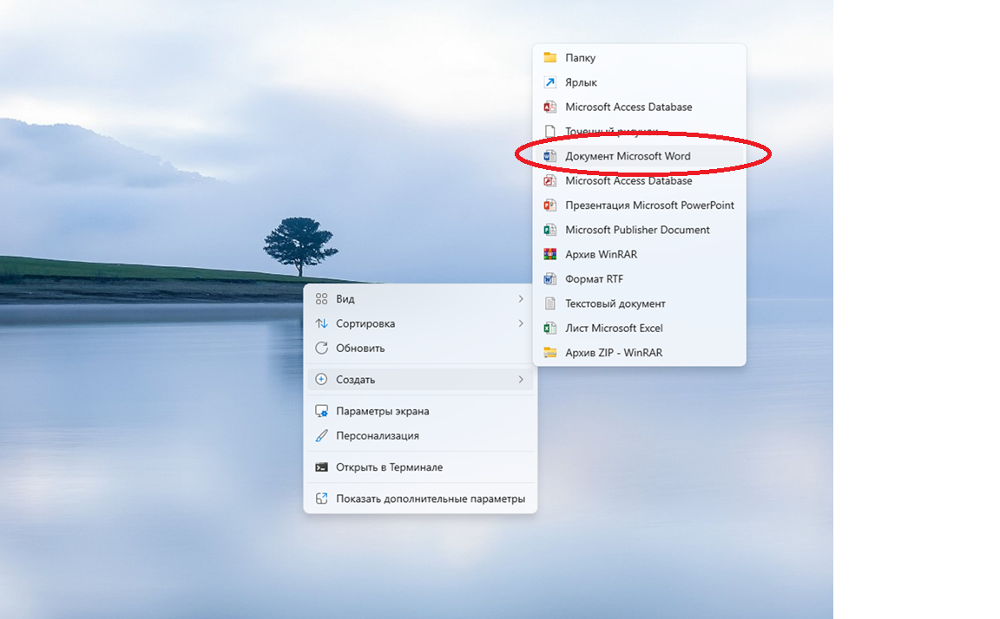 Папку
Ярлык
Microsoft Access Database
Точечный рисунок
Документ Microsoft Word
Microsoft Access Database
Презентация Microsoft PowerPoint
Microsoft Publisher Document
Архив WinRAR
Формат RTF
Текстовый документ
Лист Microsoft Excel
Архив ZIP - WinRAR
Вид
Сортировка
Обновить
Создать
Параметры экрана
Персонализация
Открыть в Терминале
Показать дополнительные параметры